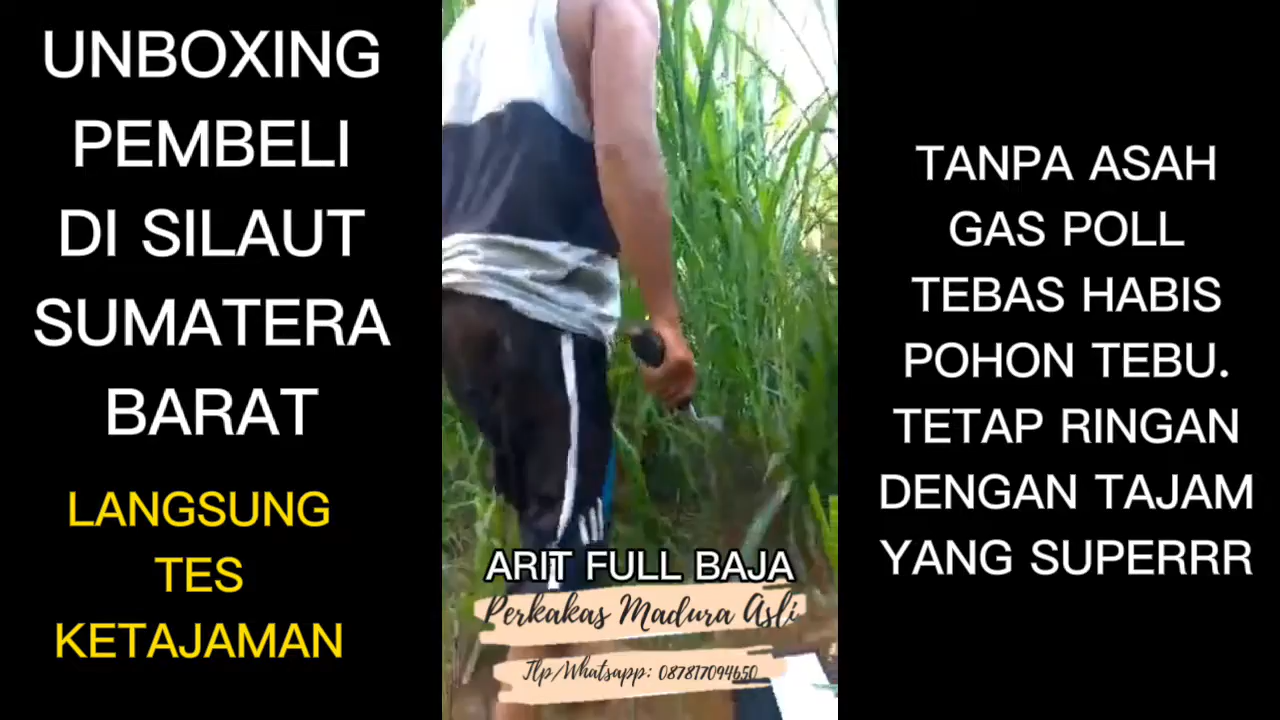 UNBOXING
PEMBELI
DI SILAUT
SUMATERA
BARAT
LANGSUNG
TES
KETAJAMAN
ARIT FULL BAJA
Perkakas Madura Asli
Tlp/Whatsapp: 087817094650
TANPA ASAH
GAS POLL
TEBAS HABIS
POHON TEBU.
TETAP RINGAN
DENGAN TAJAM
YANG SUPERRR